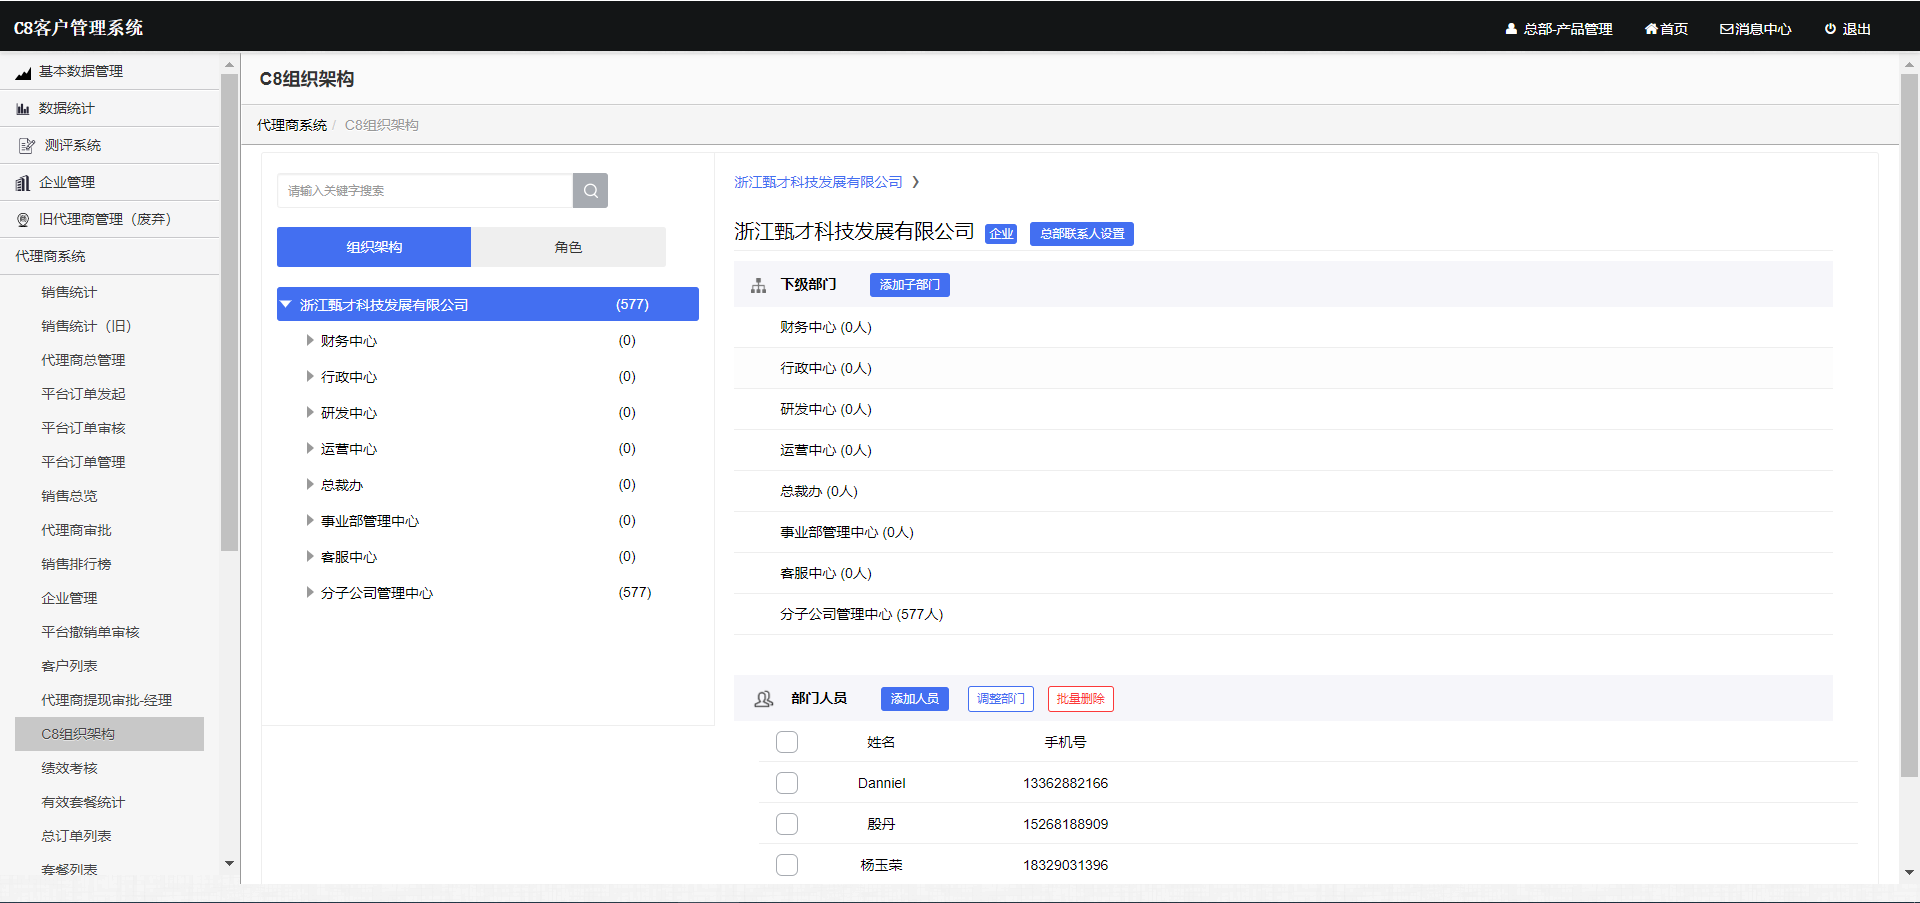 C8客户管理系统
总部-产品管理
首页
消息中心
退出
基本数据管理
数据统计
测评系统
企业管理
旧代理商管理（废弃）
代理商系统
销售统计
销售统计（旧）
代理商总管理
平台订单发起
平台订单审核
平台订单管理
销售总览
代理商审批
销售排行榜
企业管理
平台撤销单审核
客户列表
代理商提现审批-经理
C8组织架构
绩效考核
有效套餐统计
总订单列表
套餐列表
C8组织架构
代理商系统 / C8组织架构
请输入关键字搜索
组织架构
角色
浙江甄才科技发展有限公司 (577)
财务中心 (0)
行政中心 (0)
研发中心 (0)
运营中心 (0)
总裁办 (0)
事业部管理中心 (0)
客服中心 (0)
分子公司管理中心 (577)
浙江甄才科技发展有限公司 ❯
浙江甄才科技发展有限公司 企业 总部联系人设置
下级部门 添加子部门
财务中心 (0人)
行政中心 (0人)
研发中心 (0人)
运营中心 (0人)
总裁办 (0人)
事业部管理中心 (0人)
客服中心 (0人)
分子公司管理中心 (577人)
部门人员 添加人员 调整部门 批量删除
姓名 手机号
Danniel 13362882166
殷丹 15268188909
杨玉荣 18329031396